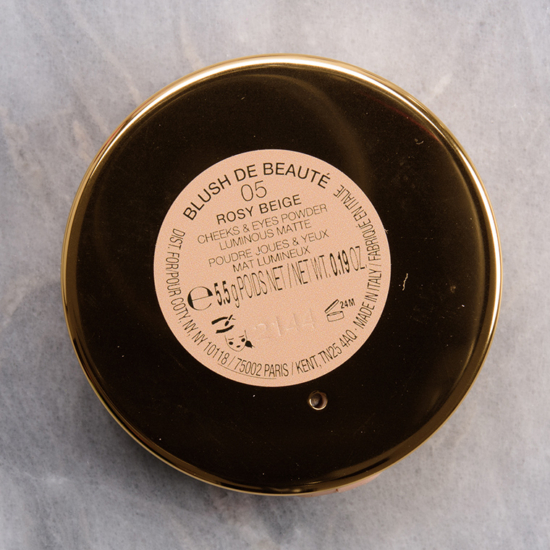 BLUSH DE BEAUTÉ
05
ROSY BEIGE
CHEEKS & EYES POWDER
LUMINOUS MATTE
POUDRE JOUES & YEUX
MAT LUMINEUX
e 5.5g POIDS NET / NET WT. 0.19 OZ
24M
3144
DIST. FOR/POUR COTY, NY, NY 10118 / 75002 PARIS / KENT, TN25 4AQ · MADE IN ITALY / FABRIQUÉ EN ITALIE